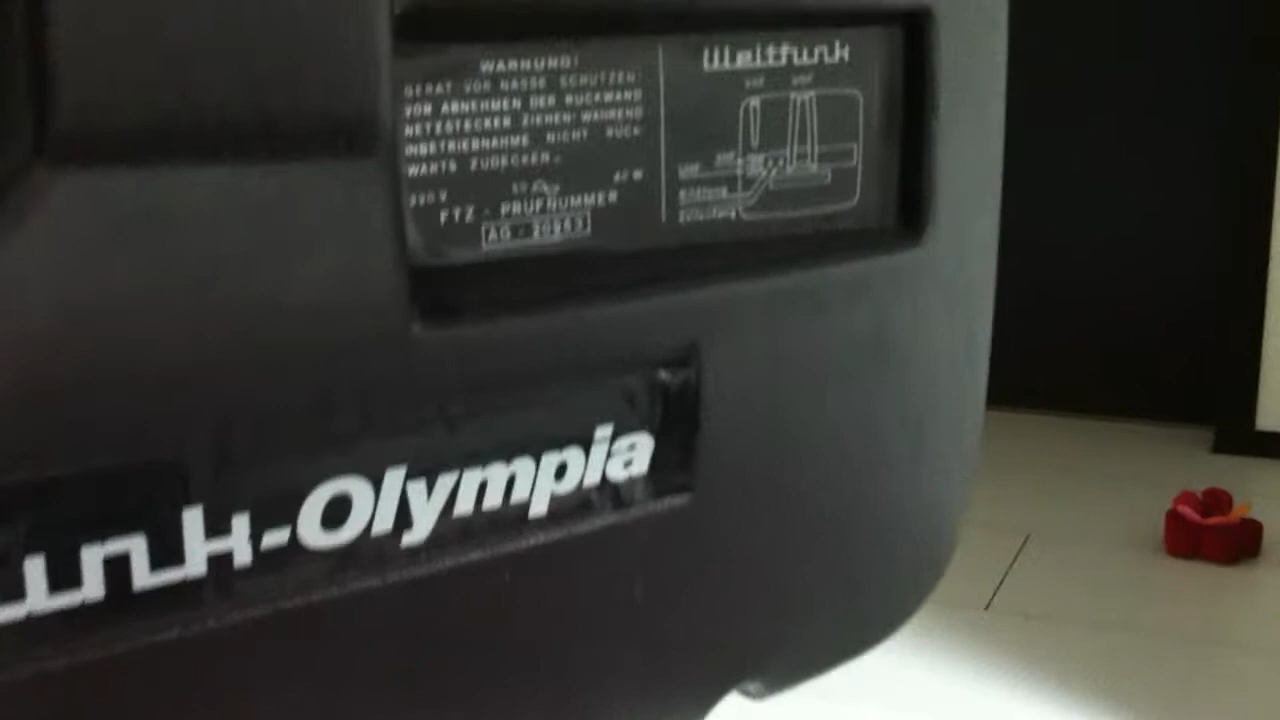 WARNUNG!
GERÄT VOR NÄSSE SCHÜTZEN!
VOR ABNEHMEN DER RÜCKWAND
NETZSTECKER ZIEHEN! WÄHREND
INBETRIEBNAHME NICHT RÜCK-
WÄRTS ZUDECKEN.
220 V
FTZ - PRÜFNUMMER
Weltfunk
unk-Olympia